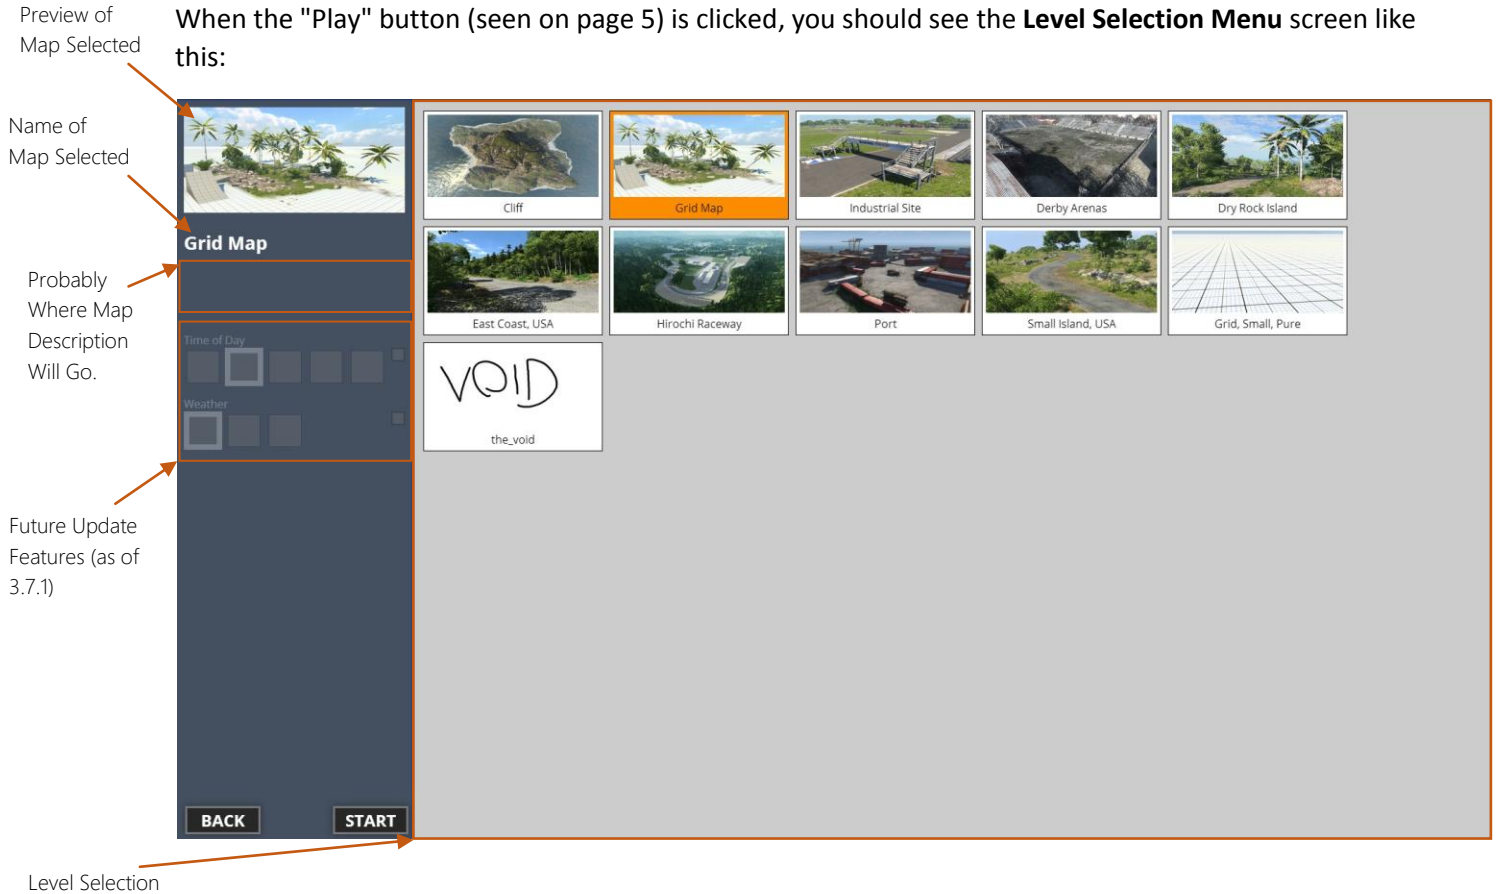 Preview of
Map Selected
When the "Play" button (seen on page 5) is clicked, you should see the Level Selection Menu screen like
this:
Name of
Map Selected
Grid Map
Probably
Where Map
Description
Will Go.
Time of Day
Weather
Future Update
Features (as of
3.7.1)
BACK
START
Level Selection
Cliff
Grid Map
Industrial Site
Derby Arenas
Dry Rock Island
East Coast, USA
Hirochi Raceway
Port
Small Island, USA
Grid, Small, Pure
VOID
the_void